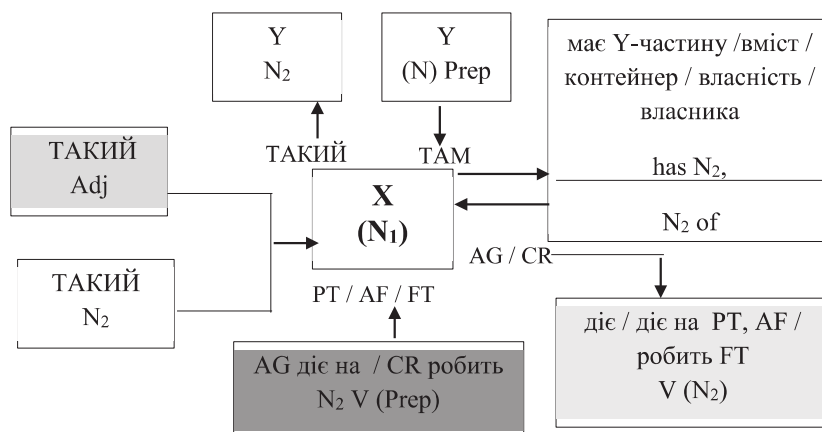 Y
N₂
Y
(N) Prep
має Y-частину /вміст /
контейнер / власність /
власника
has N₂,
N₂ of
ТАКИЙ
Adj
ТАКИЙ
ТАМ
X
(N₁)
ТАКИЙ
N₂
AG / CR
PT / AF / FT
AG діє на / CR робить
N₂ V (Prep)
діє / діє на PT, AF /
робить FT
V (N₂)